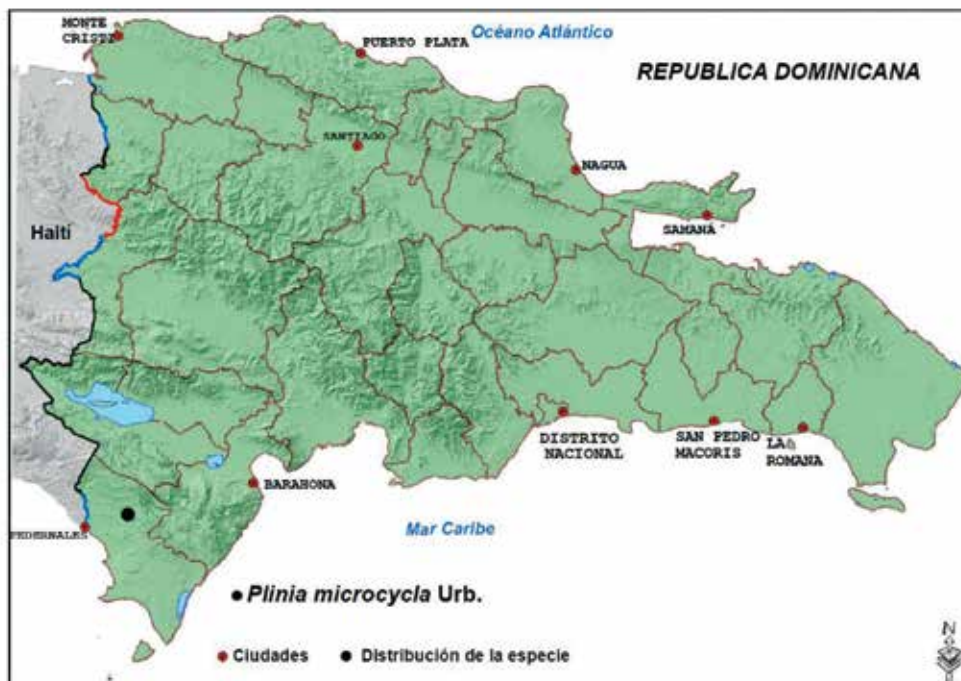 MONTE
CRISTI
PUERTO PLATA
Océano Atlántico
REPUBLICA DOMINICANA
SANTIAGO
NAGUA
SAMANÁ
Haití
DISTRITO
NACIONAL
SAN PEDRO
MACORIS
LA
ROMANA
BARAHONA
PEDERNALES
Mar Caribe
Plinia microcycla Urb.
Ciudades
Distribución de la especie
N